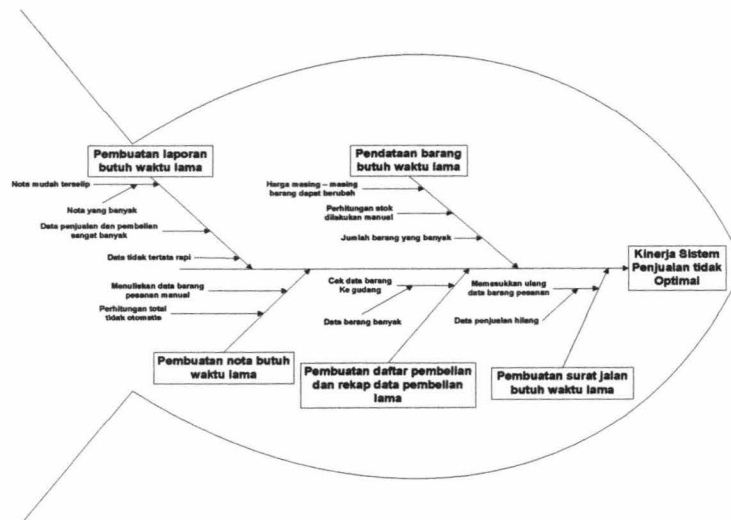 Pembuatan laporan
butuh waktu lama
Nota mudah terselip
Nota yang banyak
Data penjualan dan pembelian
sangat banyak
Data tidak tertata rapi
Pendataan barang
butuh waktu lama
Harga masing – masing
barang dapat berubah
Perhitungan stok
dilakukan manual
Jumlah barang yang banyak
Kinerja Sistem
Penjualan tidak
Optimal
Menuliskan data barang
pesanan manual
Perhitungan total
tidak otomatis
Pembuatan nota butuh
waktu lama
Cek data barang
Ke gudang
Data barang banyak
Pembuatan daftar pembelian
dan rekap data pembelian
lama
Memasukkan ulang
data barang pesanan
Data penjualan hilang
Pembuatan surat jalan
butuh waktu lama